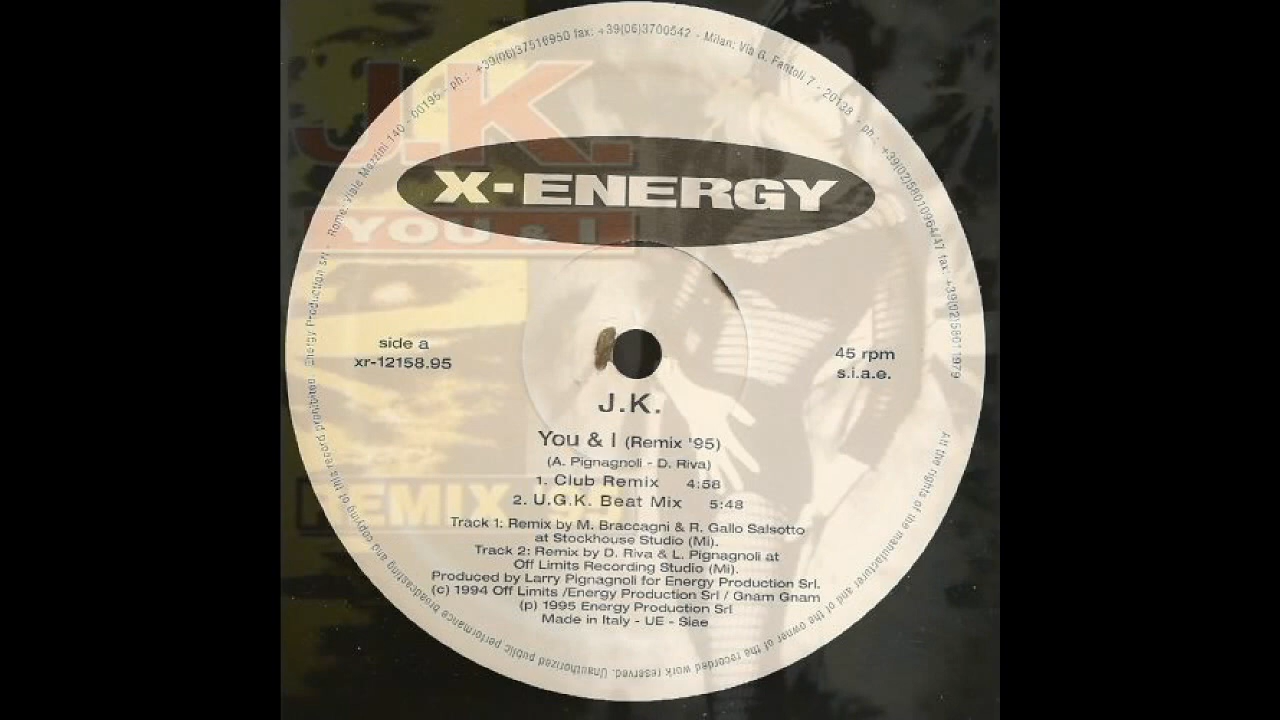 Energy Production srl - Rome: Viale Mazzini 140 - 00195 - ph.: +39(06)37516950 fax: +39(06)3700542 - Milan: Via G. Fantoli 7 - 20138 - ph.: +39(02)58010964/47 fax: +39(02)58011979
J.K.
X-ENERGY
YOU & I
side a
xr-12158.95
45 rpm
s.i.a.e.
J.K.
You & I (Remix '95)
(A. Pignagnoli - D. Riva)
1. Club Remix 4:58
2. U.G.K. Beat Mix 5:48
REMIX '95
Track 1: Remix by M. Braccagni & R. Gallo Salsotto
at Stockhouse Studio (Mi).
Track 2: Remix by D. Riva & L. Pignagnoli at
Off Limits Recording Studio (Mi).
Produced by Larry Pignagnoli for Energy Production Srl.
(c) 1994 Off Limits /Energy Production Srl / Gnam Gnam
(p) 1995 Energy Production Srl
Made in Italy - UE - Siae
All the rights of the manufacturer and of the owner of the recorded work reserved. Unauthorized public performance broadcasting and copying of this record prohibited.